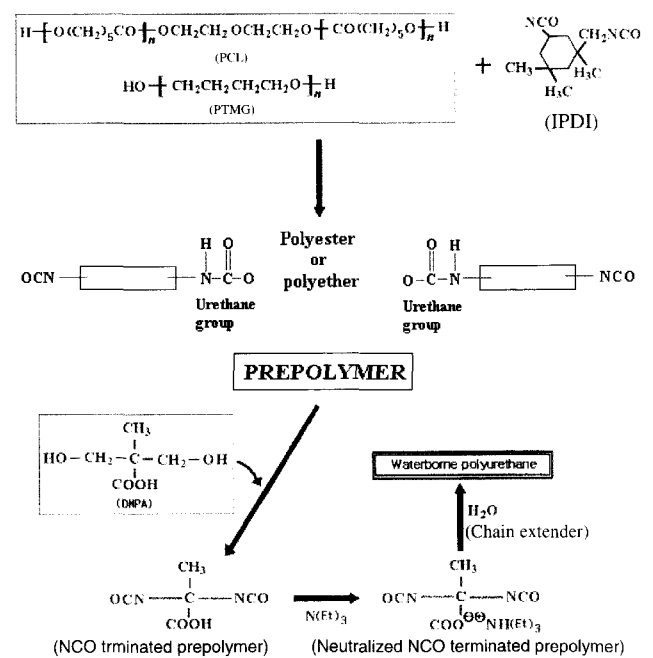 H-[O(CH₂)₅CO]ₙ-OCH₂CH₂OCH₂CH₂O-[CO(CH₂)₅O]ₙ-H
(PCL)
HO-[CH₂CH₂CH₂CH₂O]ₙ-H
(PTMG)
+
NCO
CH₂NCO
CH₃
H₃C
H₃C
(IPDI)
OCN
H O
N-C-O
Urethane
group
Polyester
or
polyether
O H
O-C-N
Urethane
group
NCO
PREPOLYMER
CH₃
HO-CH₂-C-CH₂-OH
COOH
(DMPA)
Waterborne polyurethane
H₂O
(Chain extender)
CH₃
OCN-C-NCO
COOH
(NCO trminated prepolymer)
N(Et)₃
CH₃
OCN-C-NCO
COO⊖⊕NH(Et)₃
(Neutralized NCO terminated prepolymer)